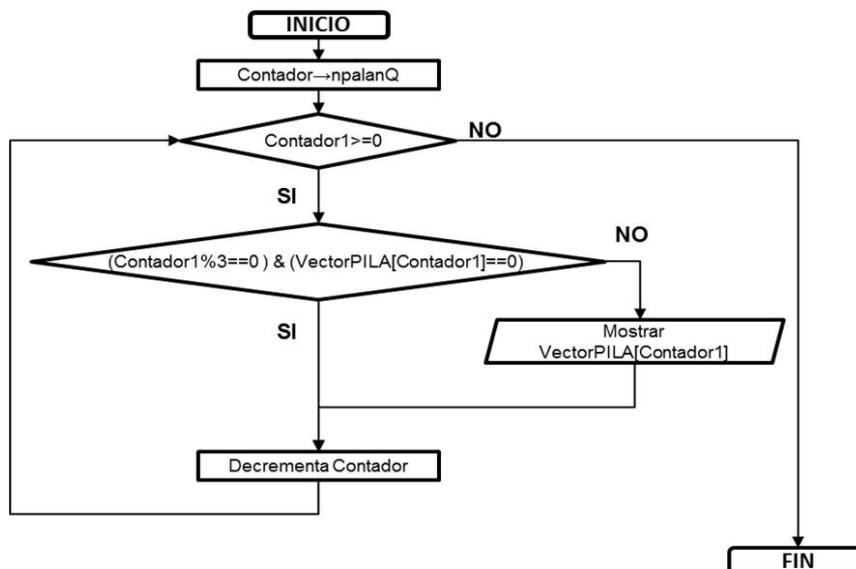 INICIO
Contador→npalanQ
Contador1>=0
NO
SI
(Contador1%3==0 ) & (VectorPILA[Contador1]==0)
NO
SI
Mostrar
VectorPILA[Contador1]
Decrementa Contador
FIN